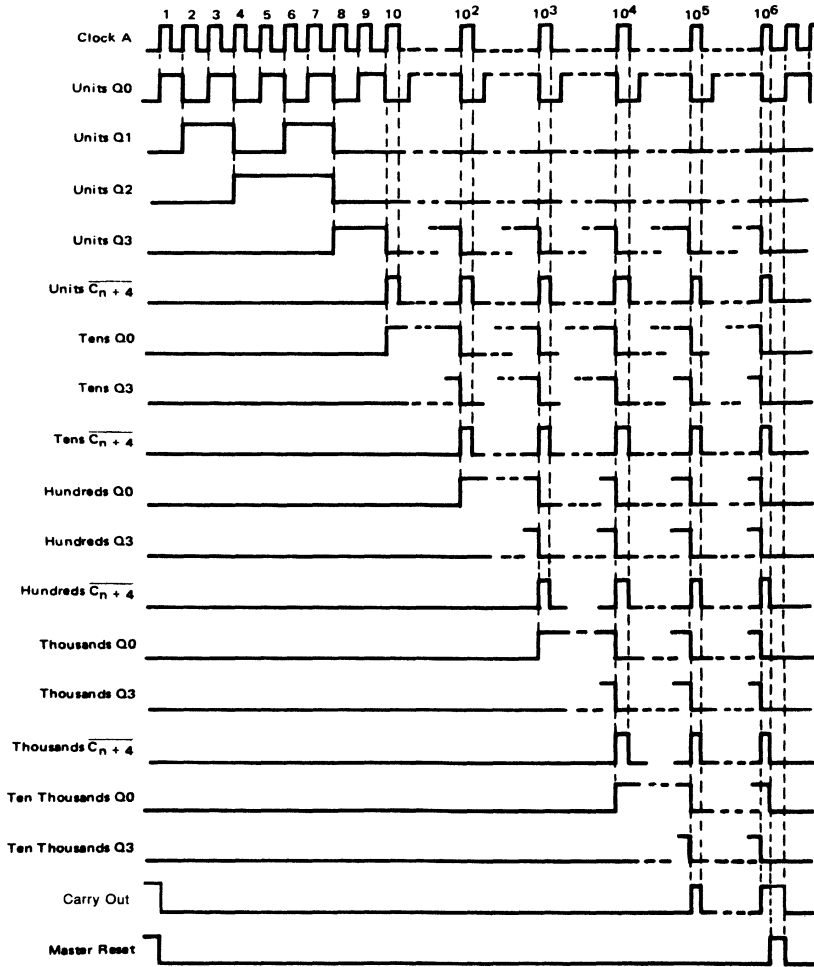 1 2 3 4 5 6 7 8 9 10 10² 10³ 10⁴ 10⁵ 10⁶
Clock A
Units Q0
Units Q1
Units Q2
Units Q3
Units C̅n + 4
Tens Q0
Tens Q3
Tens C̅n + 4
Hundreds Q0
Hundreds Q3
Hundreds C̅n + 4
Thousands Q0
Thousands Q3
Thousands C̅n + 4
Ten Thousands Q0
Ten Thousands Q3
Carry Out
Master Reset